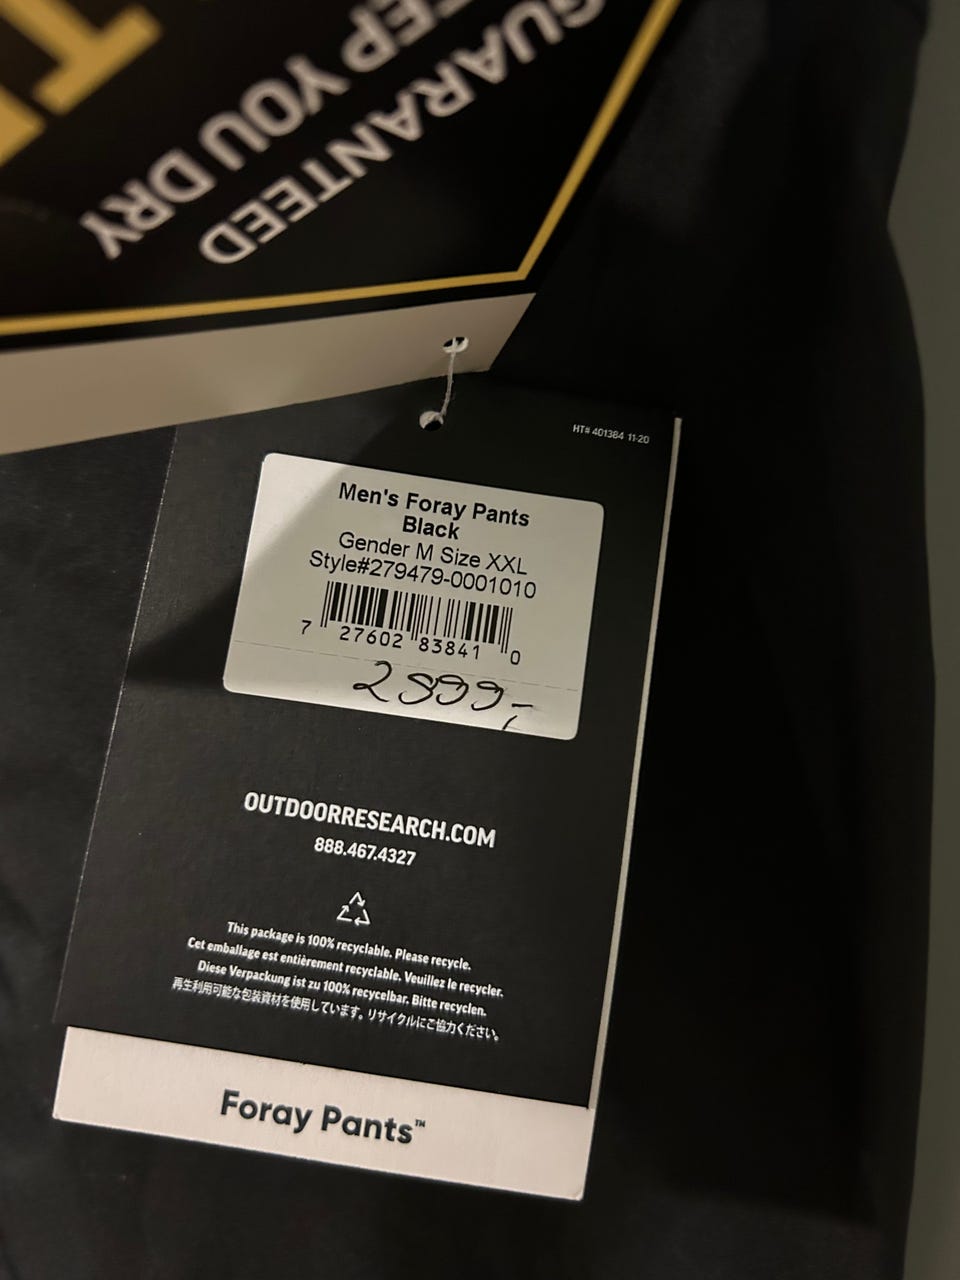 GUARANTEED
YOU DRY
HT# 401384 11-20
Men's Foray Pants
Black
Gender M Size XXL
Style#279479-0001010
7 27602 83841 0
2999,-
OUTDOORRESEARCH.COM
888.467.4327
This package is 100% recyclable. Please recycle.
Cet emballage est entièrement recyclable. Veuillez le recycler.
Diese Verpackung ist zu 100% recycelbar. Bitte recyclen.
再生利用可能な包装資材を使用しています。リサイクルにご協力ください。
Foray Pants™